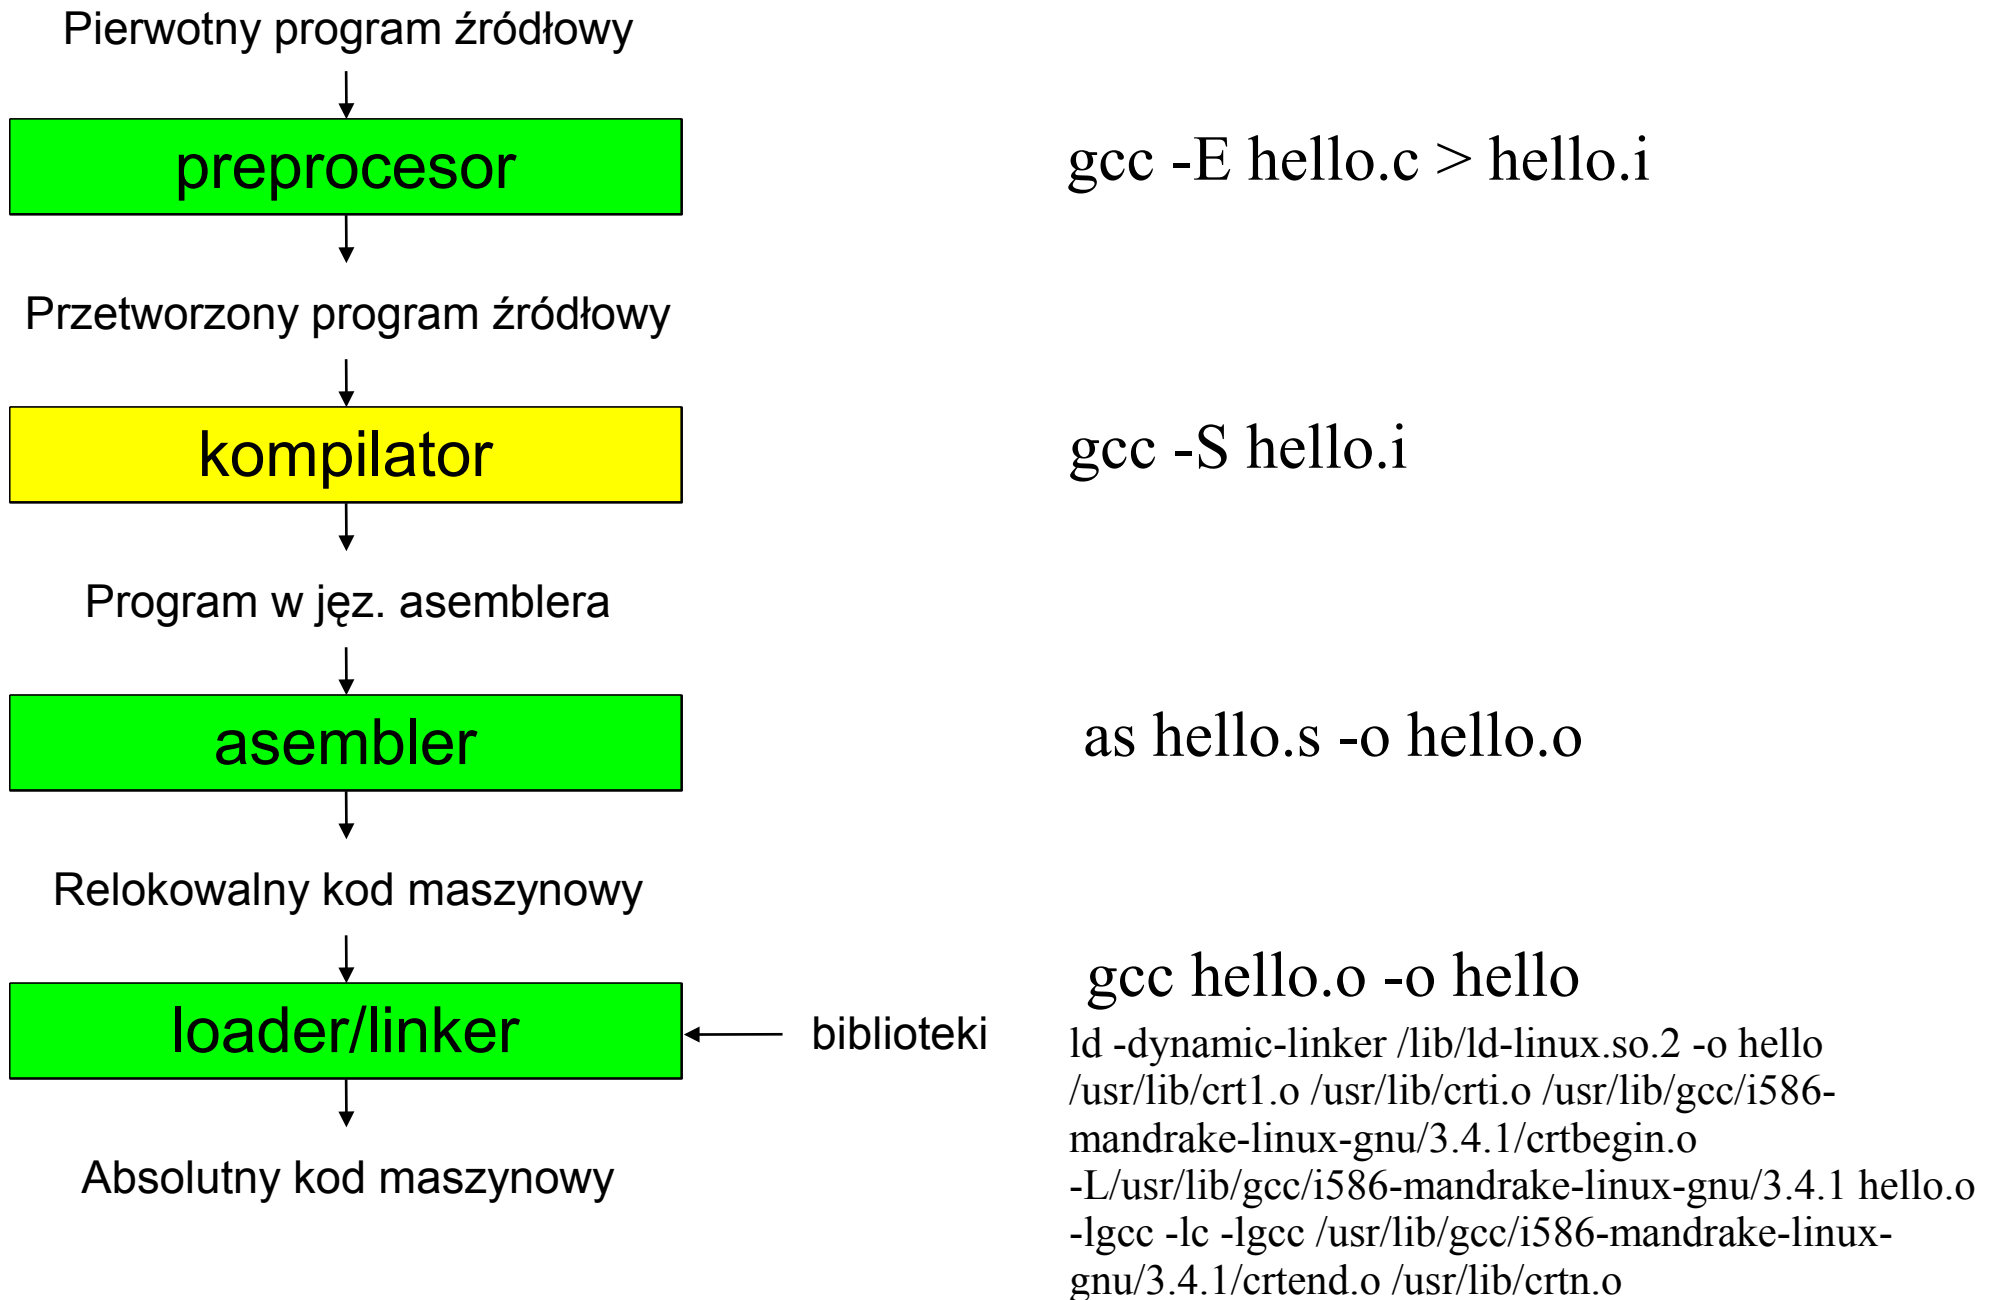 Pierwotny program źródłowy
preprocesor
gcc -E hello.c > hello.i
Przetworzony program źródłowy
kompilator
gcc -S hello.i
Program w jęz. asemblera
asembler
as hello.s -o hello.o
Relokowalny kod maszynowy
loader/linker
biblioteki
Absolutny kod maszynowy
gcc hello.o -o hello
ld -dynamic-linker /lib/ld-linux.so.2 -o hello
/usr/lib/crt1.o /usr/lib/crti.o /usr/lib/gcc/i586-
mandrake-linux-gnu/3.4.1/crtbegin.o
-L/usr/lib/gcc/i586-mandrake-linux-gnu/3.4.1 hello.o
-lgcc -lc -lgcc /usr/lib/gcc/i586-mandrake-linux-
gnu/3.4.1/crtend.o /usr/lib/crtn.o